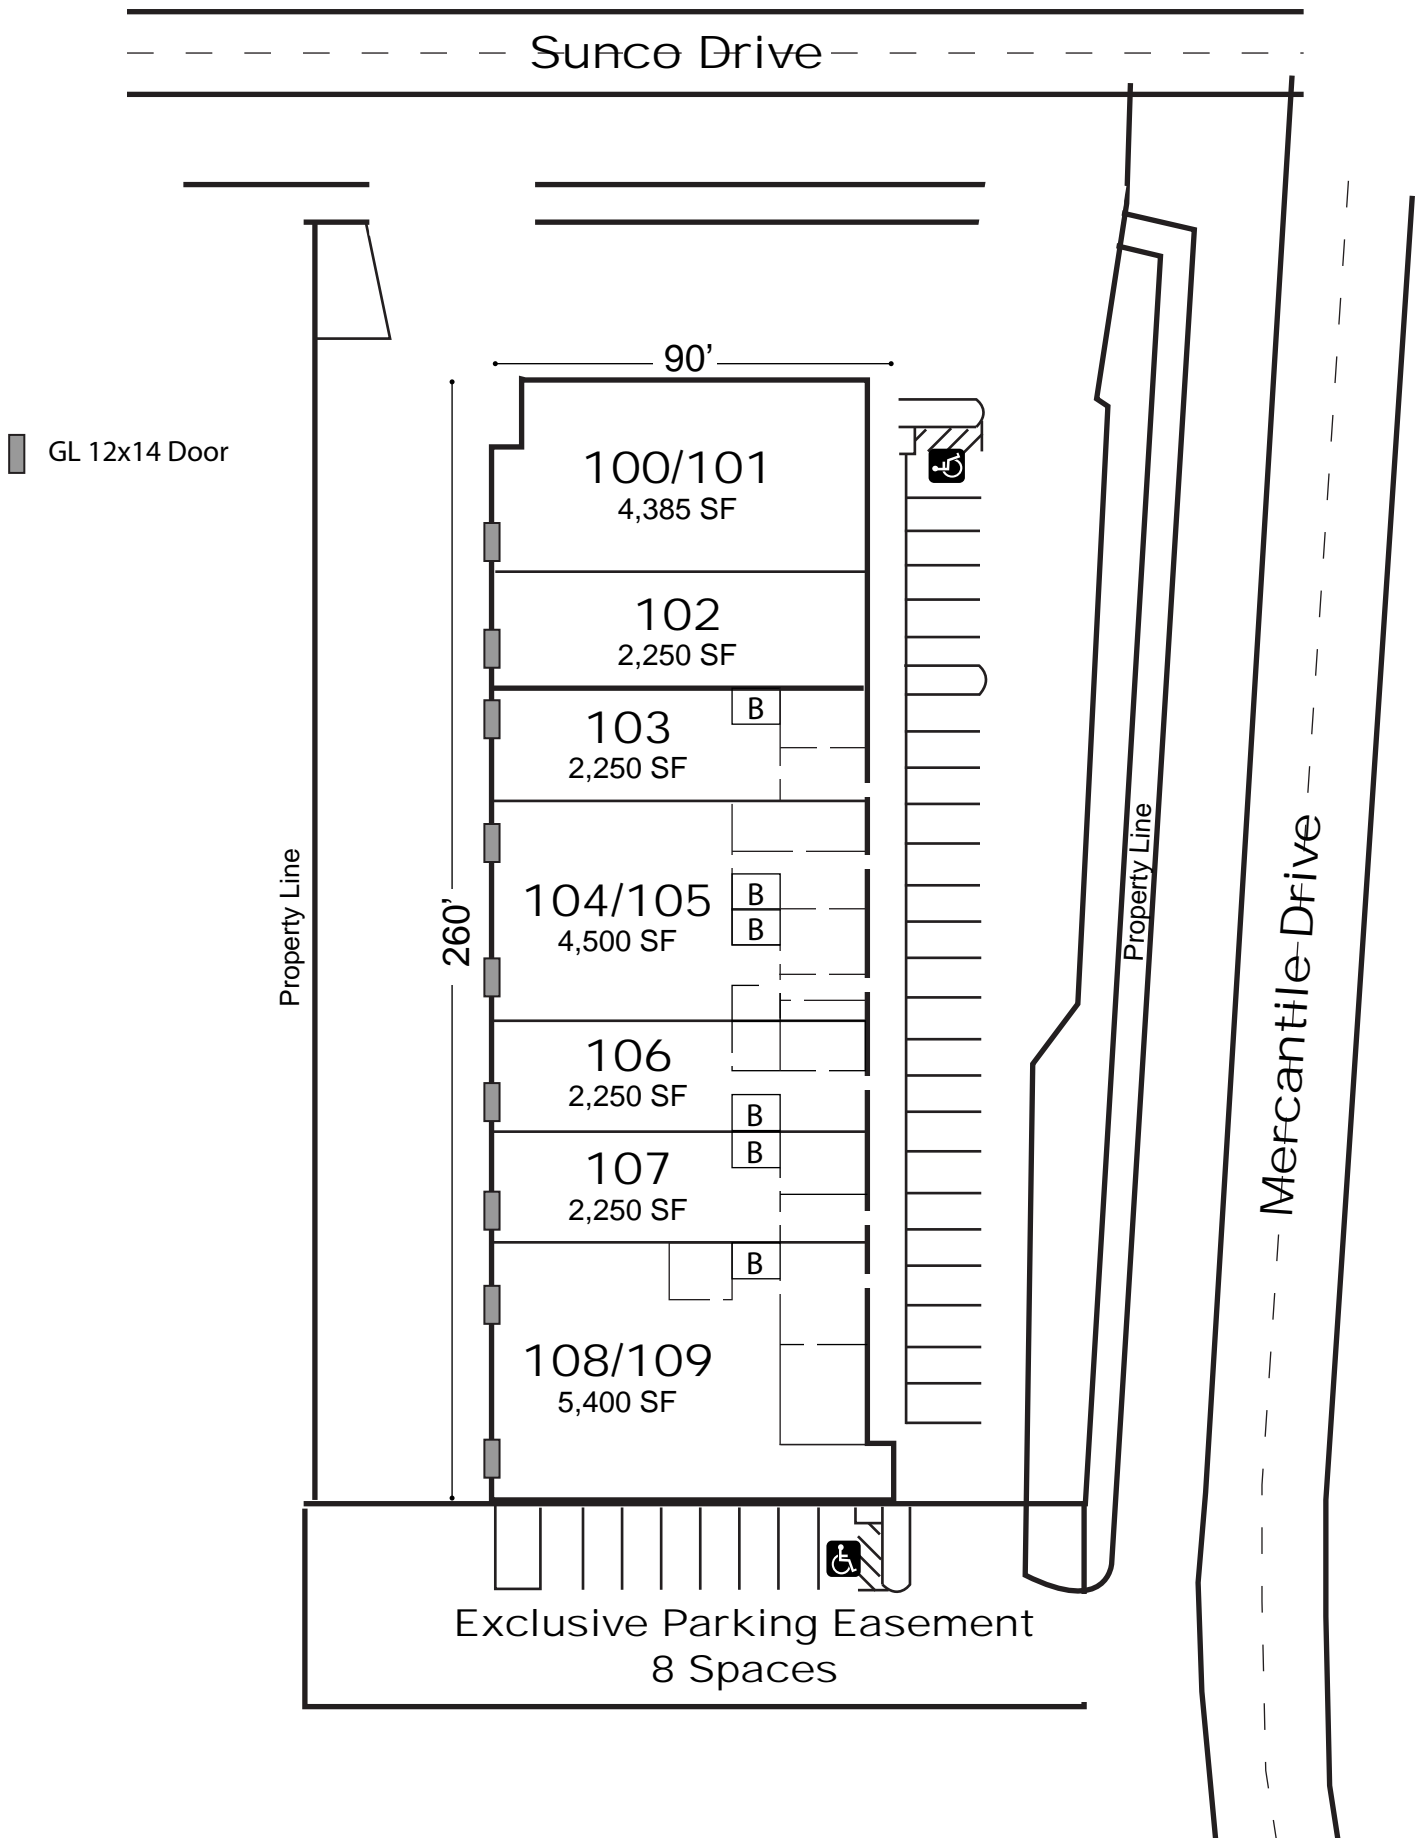 Sunco Drive
90’
GL 12x14 Door
100/101
4,385 SF
102
2,250 SF
B
103
2,250 SF
Property Line
260’
104/105
4,500 SF
B
B
Property Line
Mercantile Drive
106
2,250 SF
B
107
2,250 SF
B
B
108/109
5,400 SF
Exclusive Parking Easement
8 Spaces